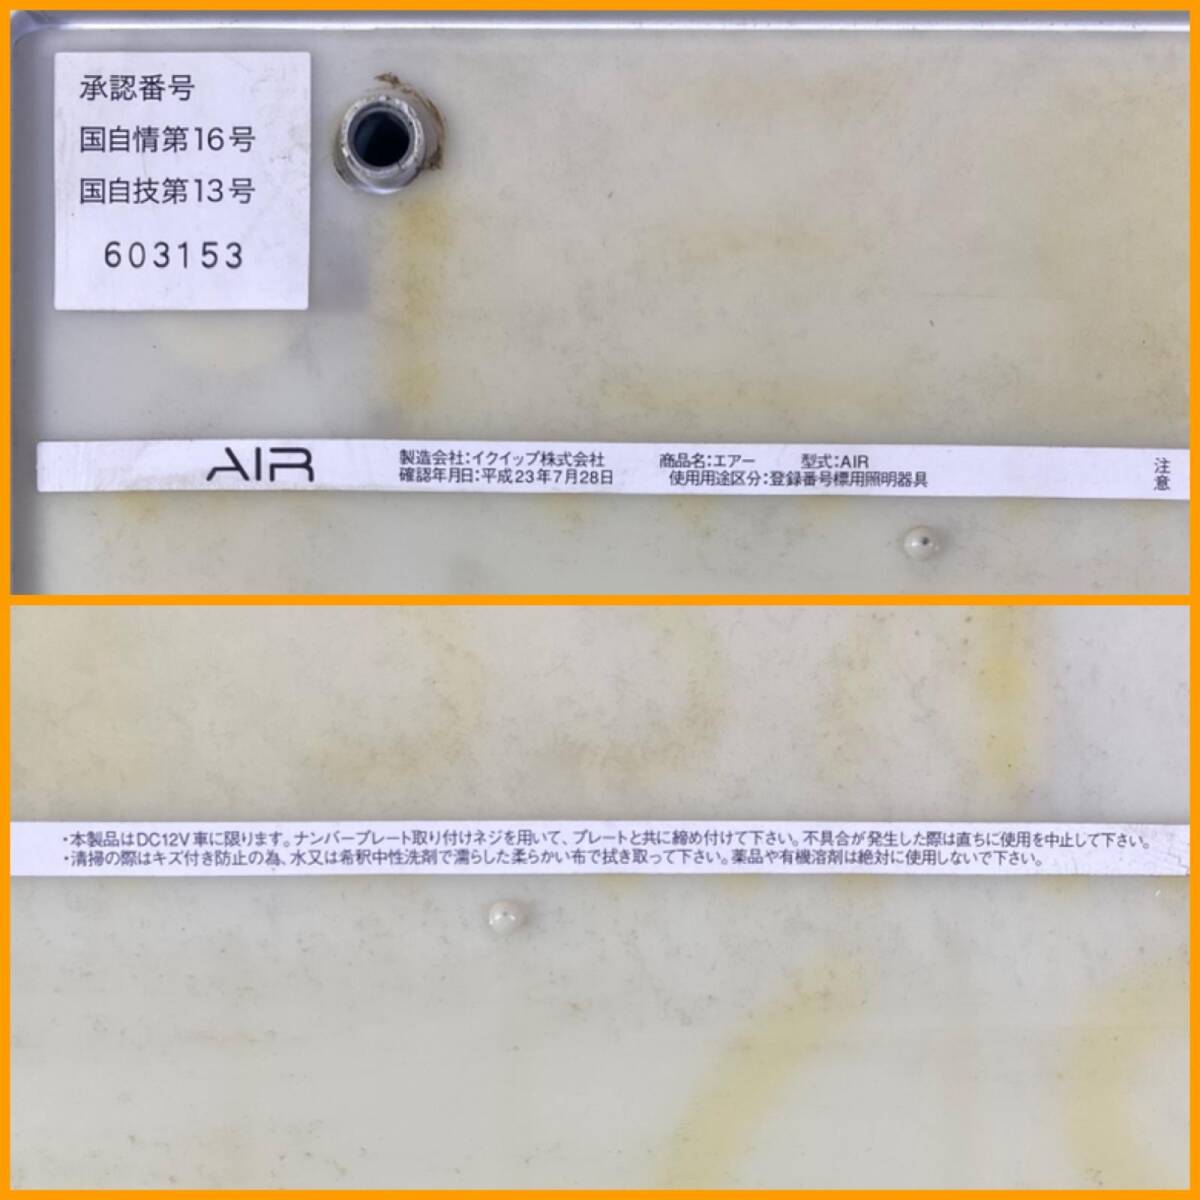 承認番号
国自情第16号
国自技第13号
603153
AIR
製造会社:イクイップ株式会社 商品名:エアー 型式:AIR
確認年月日:平成23年7月28日 使用用途区分:登録番号標用照明器具
注意
・本製品はDC12V車に限ります。ナンバープレート取り付けネジを用いて、プレートと共に締め付けて下さい。不具合が発生した際は直ちに使用を中止して下さい。
・清掃の際はキズ付き防止の為、水又は希釈中性洗剤で濡らした柔らかい布で拭き取って下さい。薬品や有機溶剤は絶対に使用しないで下さい。